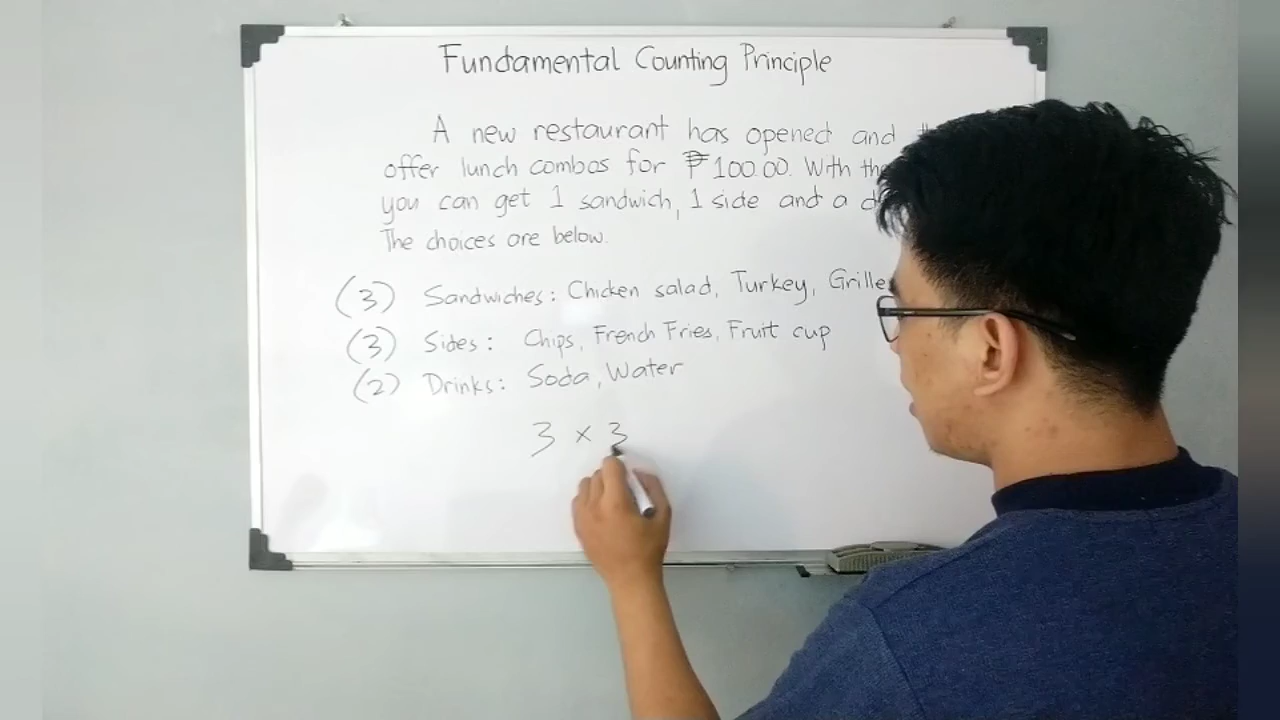 Fundamental Counting Principle
A new restaurant has opened and
offer lunch combos for ₱100.00. With
you can get 1 sandwich, 1 side and a
The choices are below.
(3) Sandwiches: Chicken salad, Turkey,
(3) Sides: Chips, French Fries, Fruit cup
(2) Drinks: Soda, Water
3 × 3